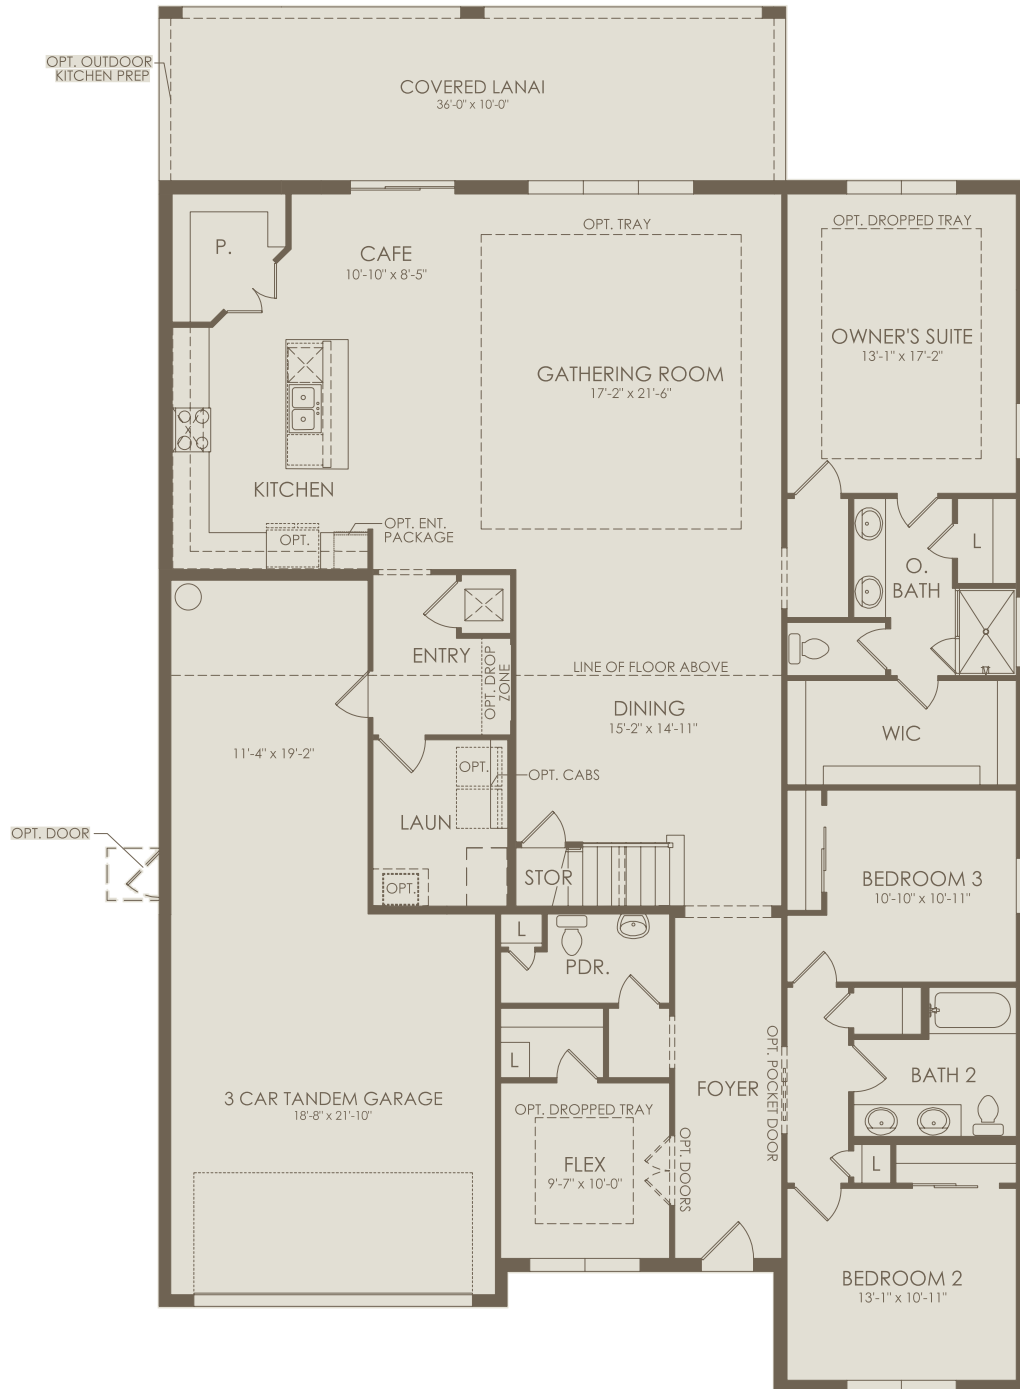 OPT. OUTDOOR
KITCHEN PREP
COVERED LANAI
36'-0" x 10'-0"
P.
CAFE
10'-10" x 8'-5"
OPT. TRAY
GATHERING ROOM
17'-2" x 21'-6"
OPT. DROPPED TRAY
OWNER'S SUITE
13'-1" x 17'-2"
KITCHEN
OPT.
OPT. ENT.
PACKAGE
L
O.
BATH
ENTRY
OPT. DROP
ZONE
LINE OF FLOOR ABOVE
DINING
15'-2" x 14'-11"
WIC
11'-4" x 19'-2"
OPT.
OPT. CABS
LAUN
OPT. DOOR
OPT.
STOR
BEDROOM 3
10'-10" x 10'-11"
L
PDR.
L
FOYER
OPT. POCKET DOOR
BATH 2
3 CAR TANDEM GARAGE
18'-8" x 21'-10"
OPT. DROPPED TRAY
FLEX
9'-7" x 10'-0"
OPT. DOORS
L
BEDROOM 2
13'-1" x 10'-11"